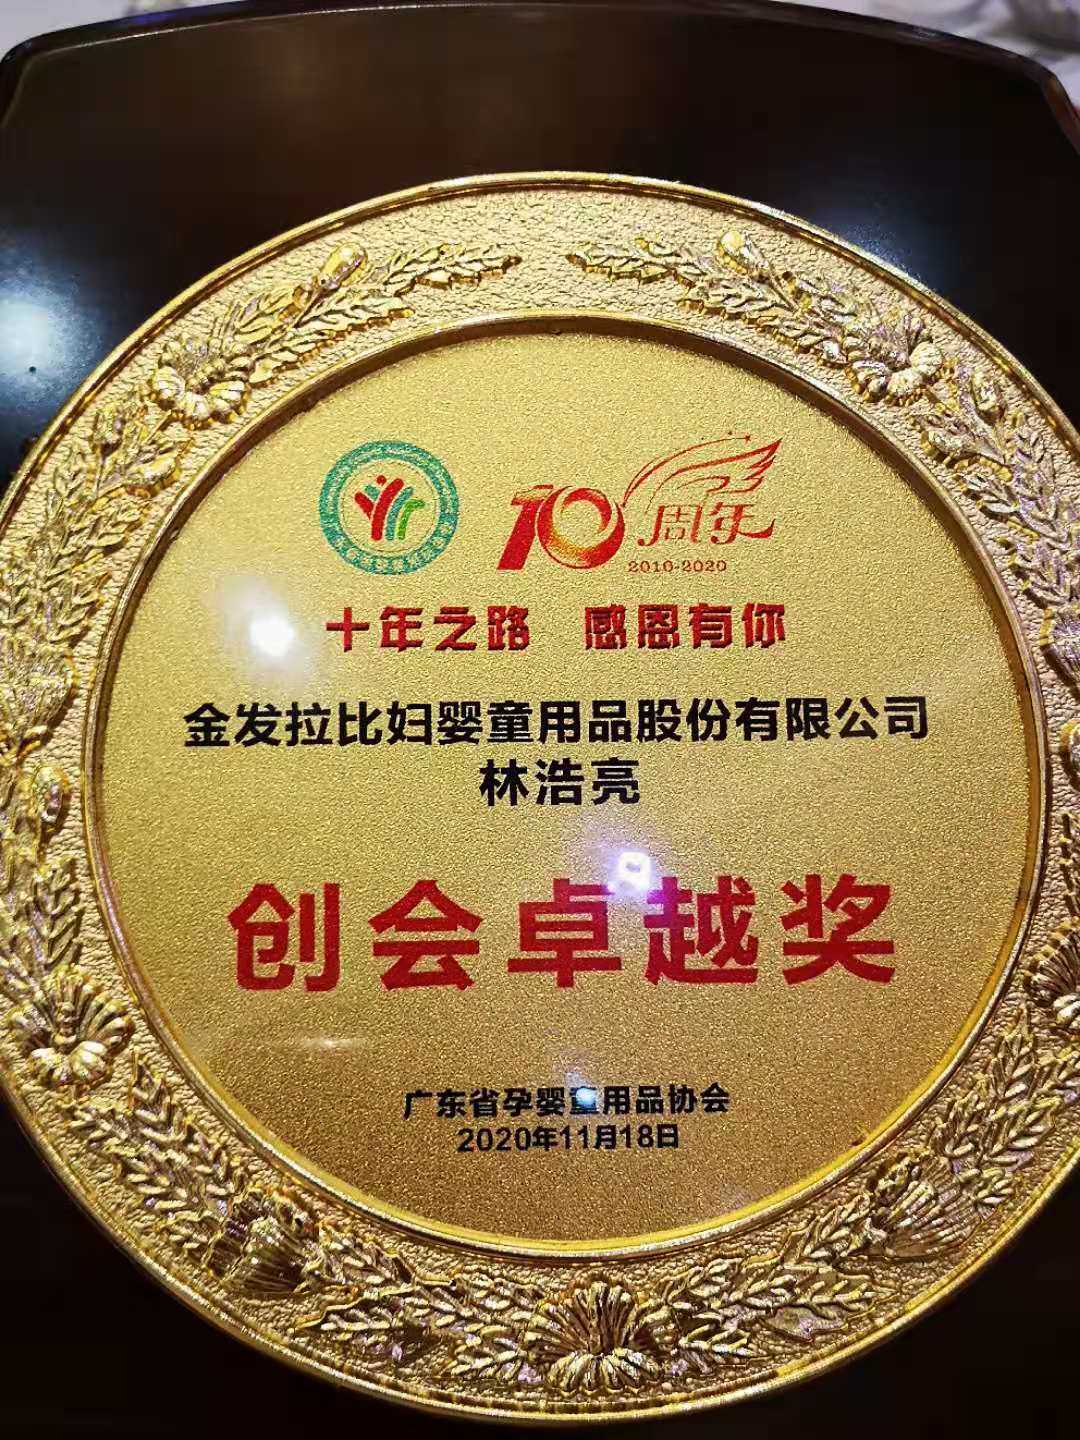 10周年
2010-2020
十年之路 感恩有你
金发拉比妇婴童用品股份有限公司
林浩亮
创会卓越奖
广东省孕婴童用品协会
2020年11月18日